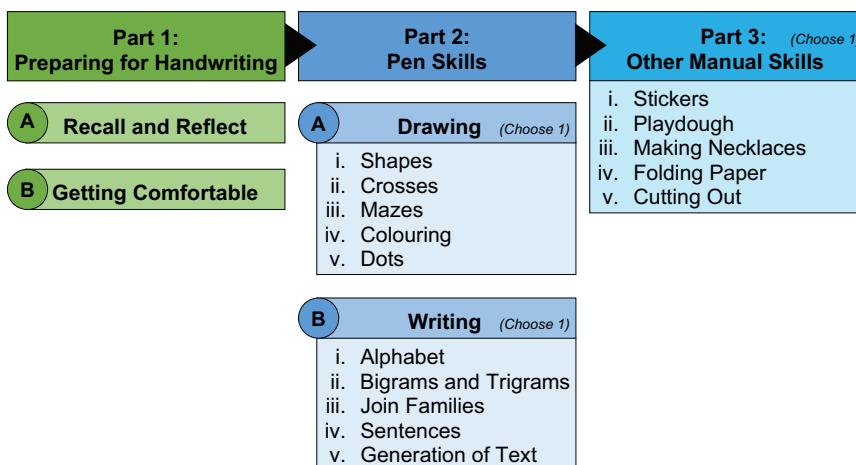 Part 1:
Preparing for Handwriting
A
Recall and Reflect
B
Getting Comfortable
Part 2:
Pen Skills
A
Drawing (Choose 1)
i. Shapes
ii. Crosses
iii. Mazes
iv. Colouring
v. Dots
B
Writing (Choose 1)
i. Alphabet
ii. Bigrams and Trigrams
iii. Join Families
iv. Sentences
v. Generation of Text
Part 3: (Choose 1)
Other Manual Skills
i. Stickers
ii. Playdough
iii. Making Necklaces
iv. Folding Paper
v. Cutting Out